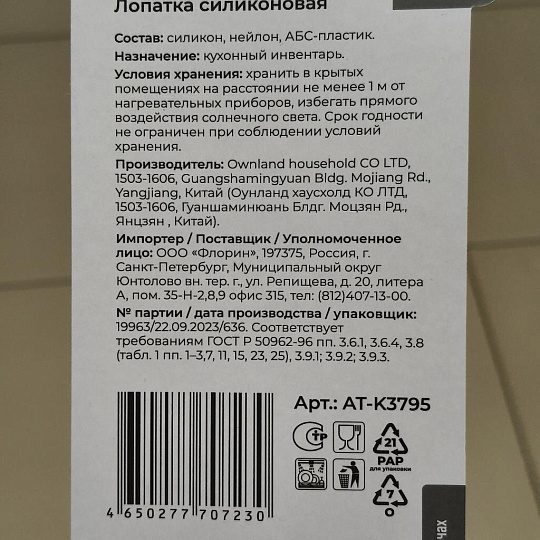 Лопатка силиконовая
Состав: силикон, нейлон, АБС-пластик.
Назначение: кухонный инвентарь.
Условия хранения: хранить в крытых
помещениях на расстоянии не менее 1 м от
нагревательных приборов, избегать прямого
воздействия солнечного света. Срок годности
не ограничен при соблюдении условий
хранения.
Производитель: Ownland household CO LTD,
1503-1606, Guangshamingyuan Bldg. Mojiang Rd.,
Yangjiang, Китай (Оунланд хаусхолд КО ЛТД,
1503-1606, Гуаншаминюань Блдг. Моцзян Рд.,
Янцзян , Китай).
Импортер / Поставщик / Уполномоченное
лицо: ООО «Флорин», 197375, Россия, г.
Санкт-Петербург, Муниципальный округ
Юнтолово вн. тер. г., ул. Репищева, д. 20, литера
А, пом. 35-Н-2,8,9 офис 315, тел: (812)407-13-00.
№ партии / дата производства / упаковщик:
19963/22.09.2023/636. Соответствует
требованиям ГОСТ Р 50962-96 пп. 3.6.1, 3.6.4, 3.8
(табл. 1 пп. 1–3,7, 11, 15, 23, 25), 3.9.1; 3.9.2; 3.9.3.
Арт.: AT-K3795
21
PAP
для упаковки
7
O
4 650277 707230
чах